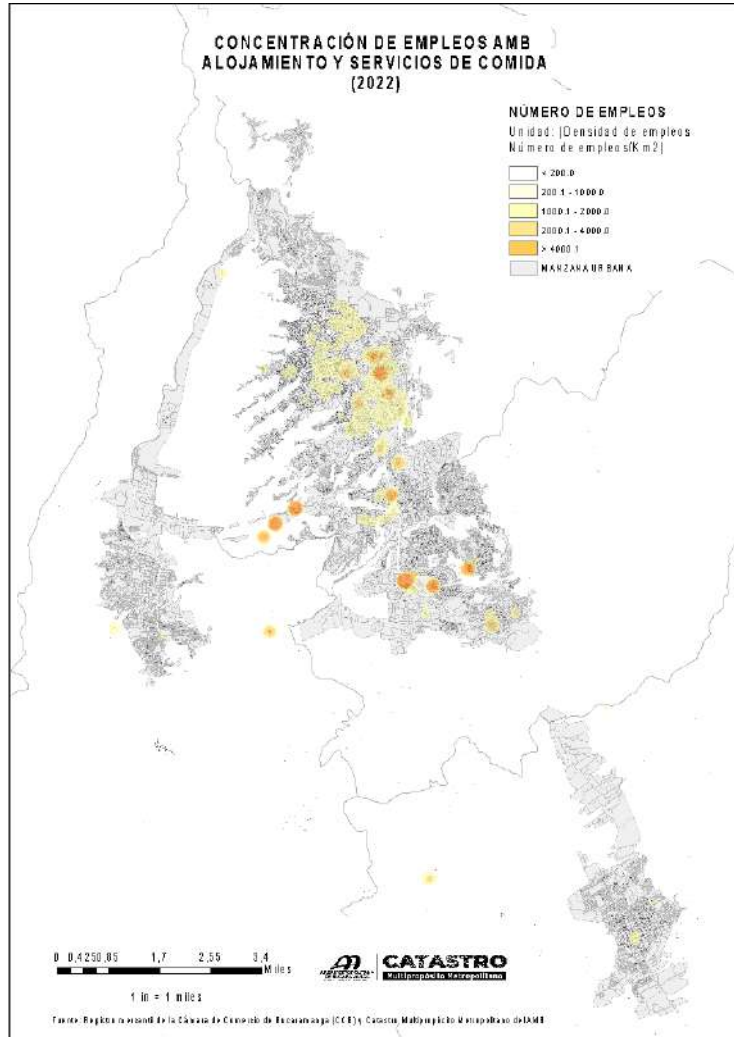 CONCENTRACIÓN DE EMPLEOS AMB
ALOJAMIENTO Y SERVICIOS DE COMIDA
(2022)
NÚMERO DE EMPLEOS
Unidad: [Densidad de empleos
Número de empleos/Km2]
< 200.0
200.1 - 1000.0
1000.1 - 2000.0
2000.1 - 4000.0
> 4000.1
MANZANA URBANA
0 0,425 0,85 1,7 2,55 3,4
Miles
1 in = 1 miles
CATASTRO
Multipropósito Metropolitano
Fuente: Registro mercantil de la Cámara de Comercio de Bucaramanga (CCB) y Catastro Multipropósito Metropolitano del AMB